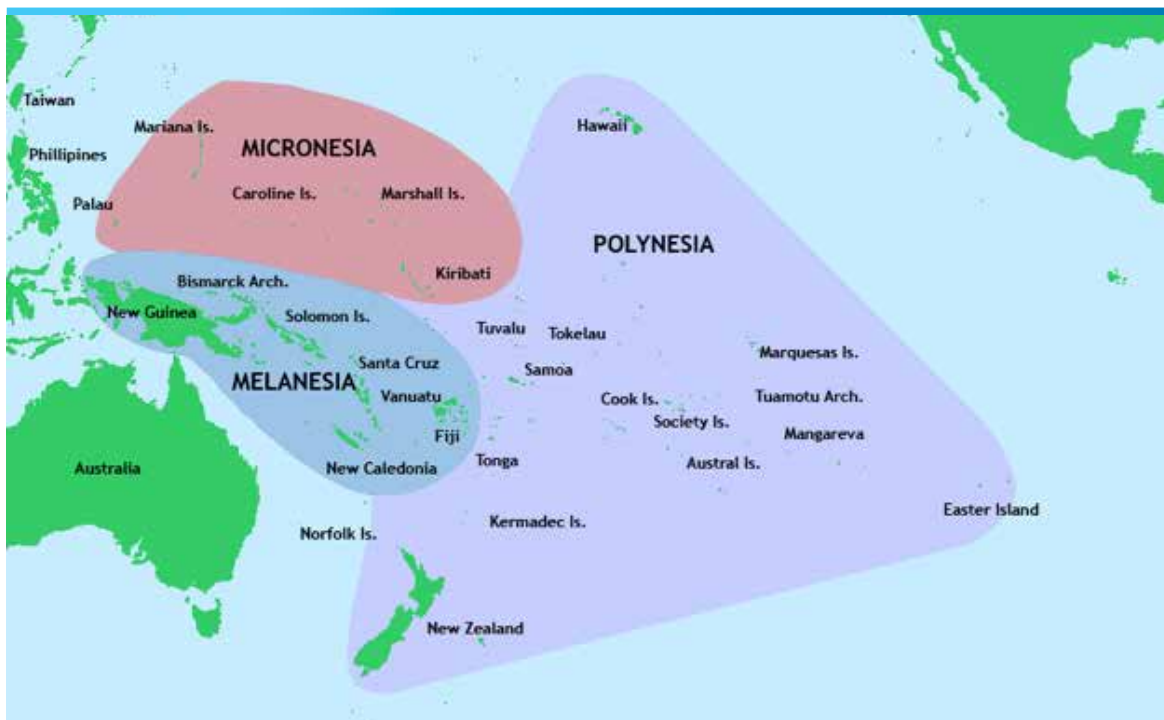 Taiwan
Hawaii
Mariana Is.
MICRONESIA
Phillipines
Caroline Is.
Marshall Is.
Palau
POLYNESIA
Kiribati
Bismarck Arch.
New Guinea
Solomon Is.
Tuvalu
Tokelau
Marquesas Is.
Santa Cruz
Samoa
MELANESIA
Vanuatu
Cook Is.
Tuamotu Arch.
Society Is.
Fiji
Mangareva
Australia
New Caledonia
Tonga
Austral Is.
Easter Island
Kermadec Is.
Norfolk Is.
New Zealand